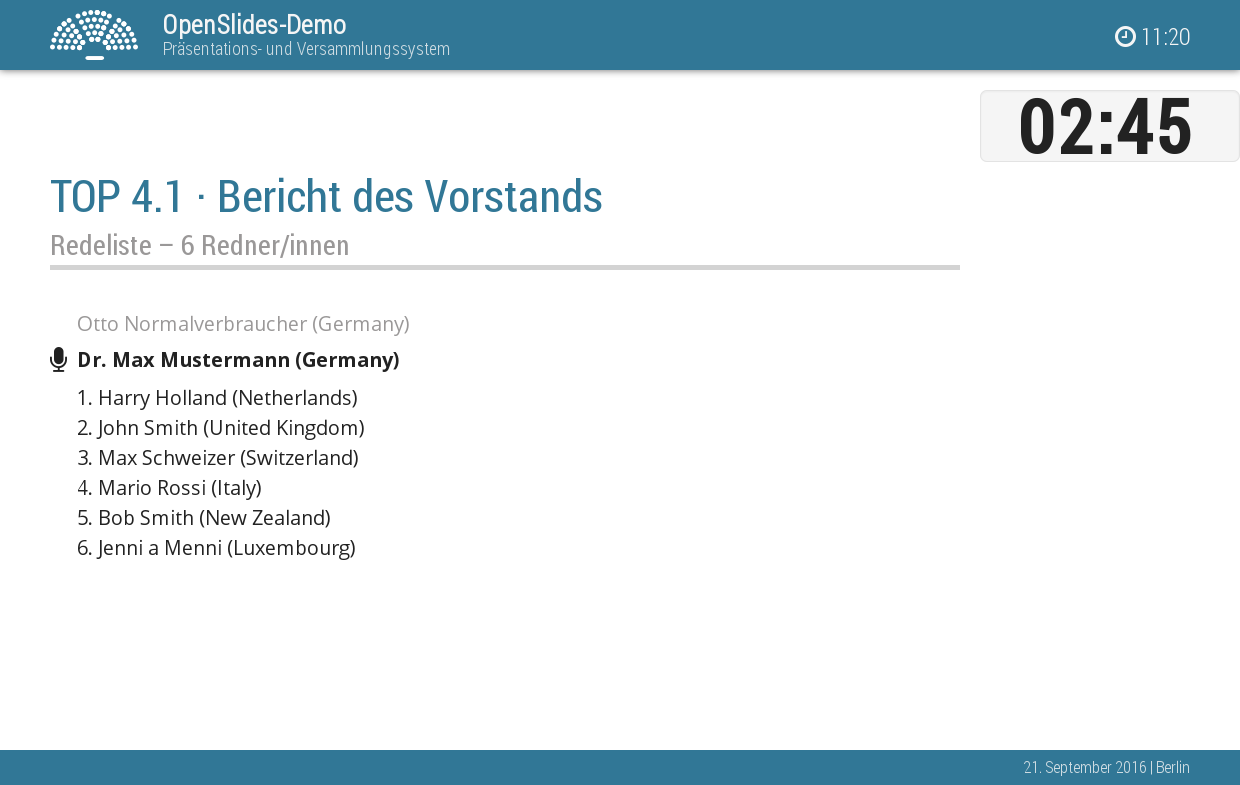 OpenSlides-Demo
Präsentations- und Versammlungssystem
11:20
02:45
TOP 4.1 · Bericht des Vorstands
Redeliste – 6 Redner/innen
Otto Normalverbraucher (Germany)
Dr. Max Mustermann (Germany)
1. Harry Holland (Netherlands)
2. John Smith (United Kingdom)
3. Max Schweizer (Switzerland)
4. Mario Rossi (Italy)
5. Bob Smith (New Zealand)
6. Jenni a Menni (Luxembourg)
21. September 2016 | Berlin